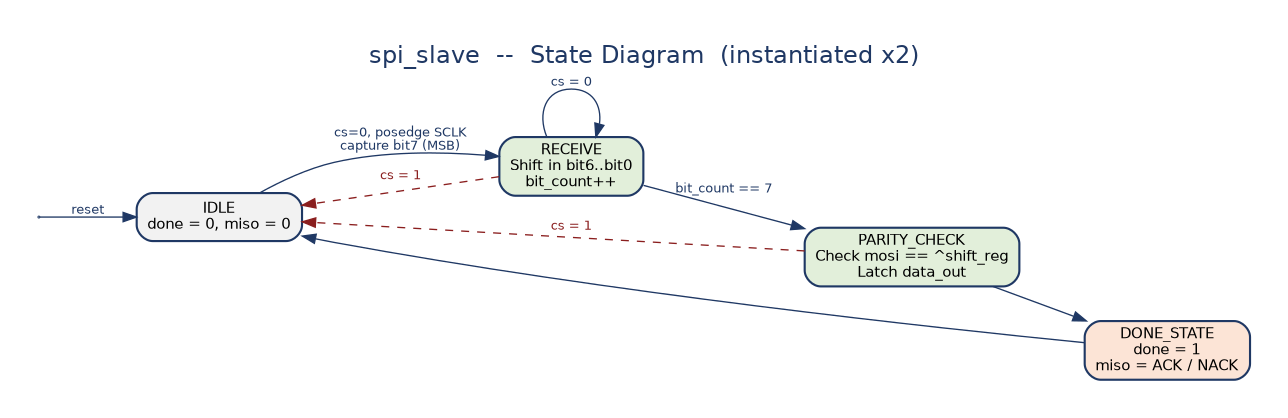 spi_slave  --  State Diagram  (instantiated x2)
cs = 0
cs=0, posedge SCLK
capture bit7 (MSB)
RECEIVE
Shift in bit6..bit0
bit_count++
cs = 1
bit_count == 7
reset
IDLE
done = 0, miso = 0
cs = 1
PARITY_CHECK
Check mosi == ^shift_reg
Latch data_out
DONE_STATE
done = 1
miso = ACK / NACK